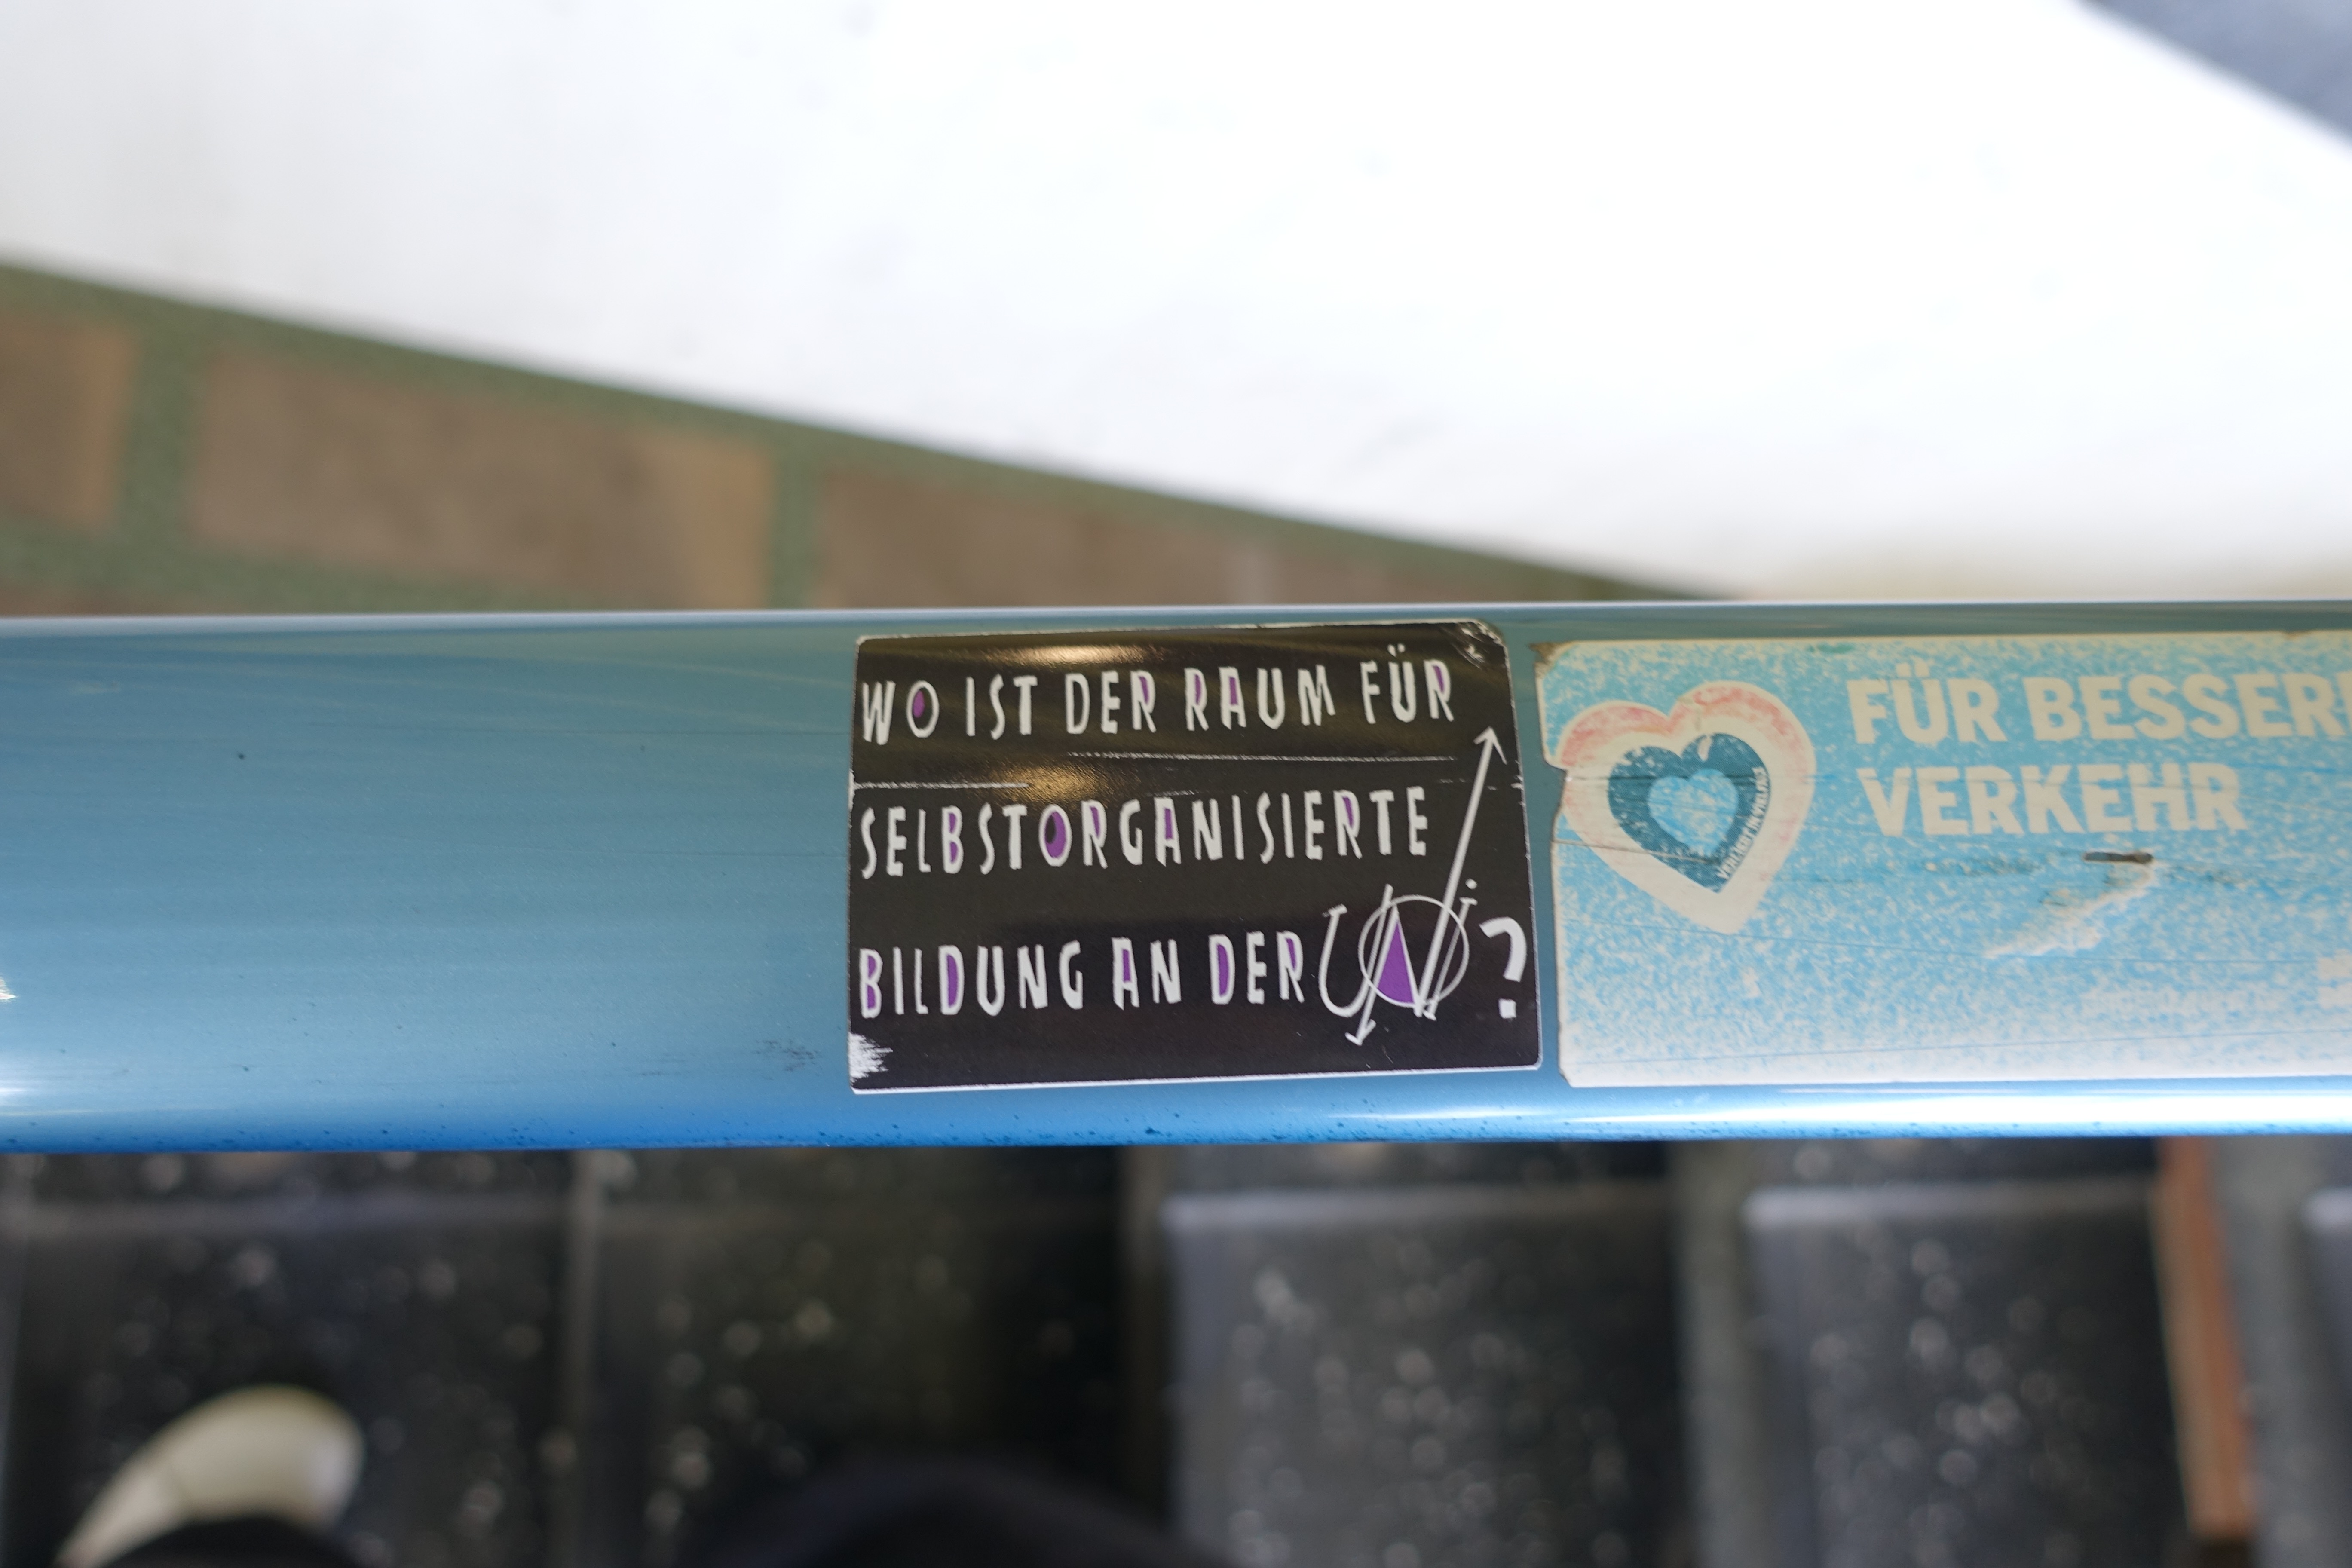 WO IST DER RAUM FÜR
SELBSTORGANISIERTE
BILDUNG AN DER UNi?
FÜR BESSER
VERKEHR